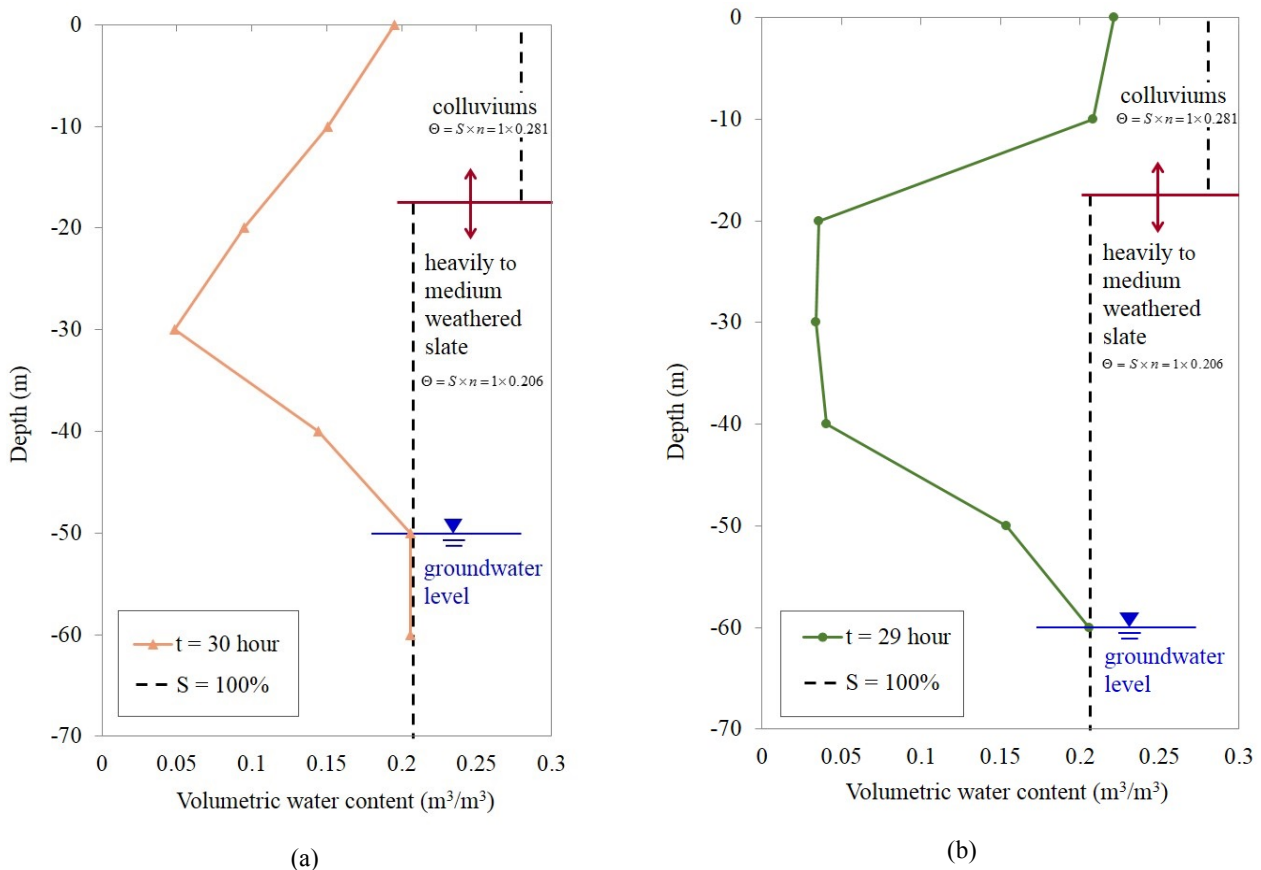 0
-10
-20
-30
-40
-50
-60
-70
Depth (m)
0
0.05
0.1
0.15
0.2
0.25
0.3
Volumetric water content (m³/m³)
colluviums
Θ = S×n = 1×0.281
heavily to
medium
weathered
slate
Θ = S×n = 1×0.206
groundwater
level
t = 30 hour
S = 100%
(a)
0
-10
-20
-30
-40
-50
-60
-70
Depth (m)
0
0.05
0.1
0.15
0.2
0.25
0.3
Volumetric water content (m³/m³)
colluviums
Θ = S×n = 1×0.281
heavily to
medium
weathered
slate
Θ = S×n = 1×0.206
groundwater
level
t = 29 hour
S = 100%
(b)